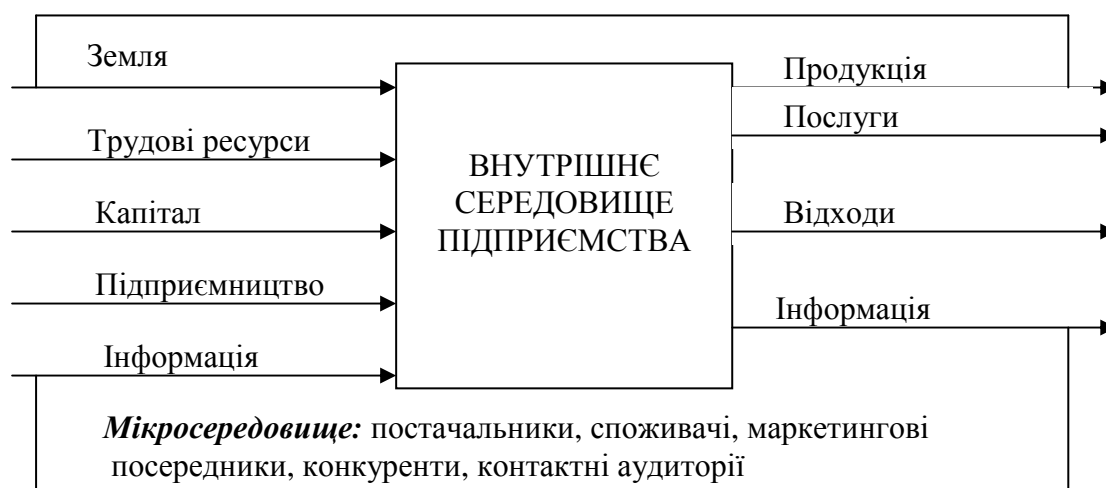 Земля
Трудові ресурси
Капітал
Підприємництво
Інформація
ВНУТРІШНЄ
СЕРЕДОВИЩЕ
ПІДПРИЄМСТВА
Продукція
Послуги
Відходи
Інформація
Мікросередовище: постачальники, споживачі, маркетингові
посередники, конкуренти, контактні аудиторії